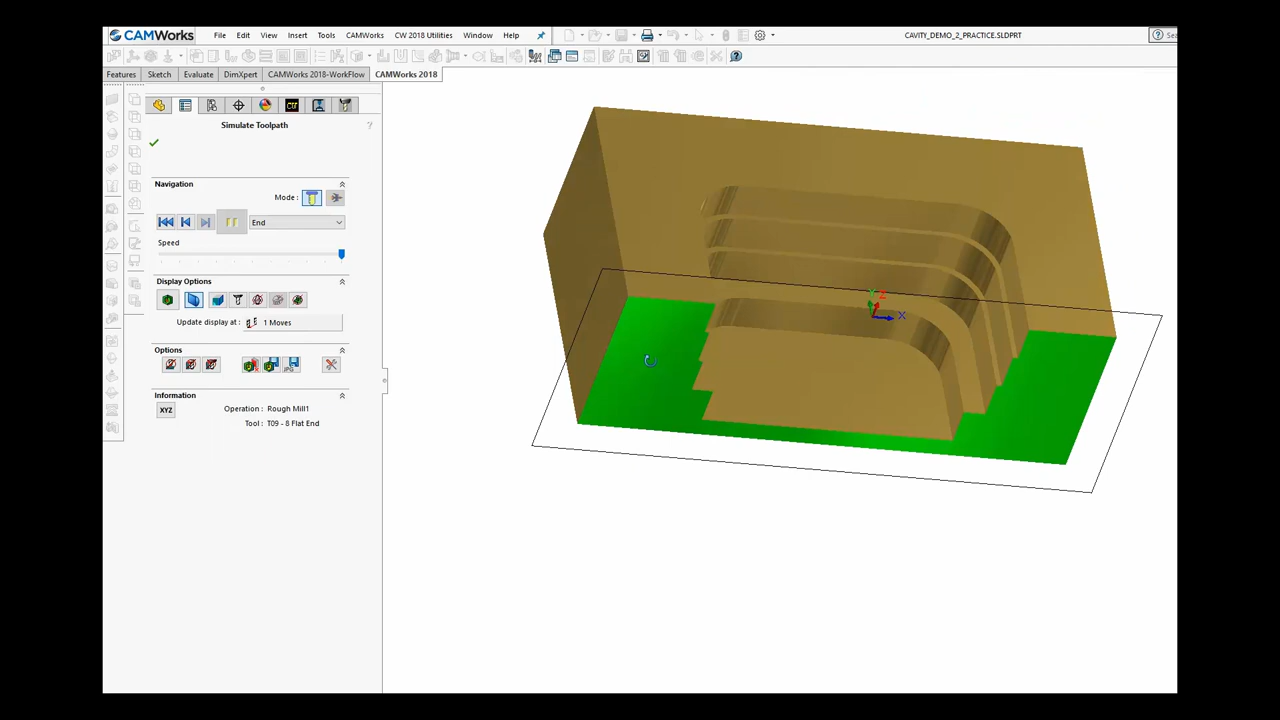 CAMWorks File Edit View Insert Tools CAMWorks CW 2018 Utilities Window Help CAVITY_DEMO_2_PRACTICE.SLDPRT
Features Sketch Evaluate DimXpert CAMWorks 2018-WorkFlow CAMWorks 2018
Simulate Toolpath
Navigation
Mode:
End
Speed
Display Options
Update display at: 1 Moves
Options
Information
XYZ Operation: Rough Mill1
Tool: T09 - 8 Flat End
Z
X